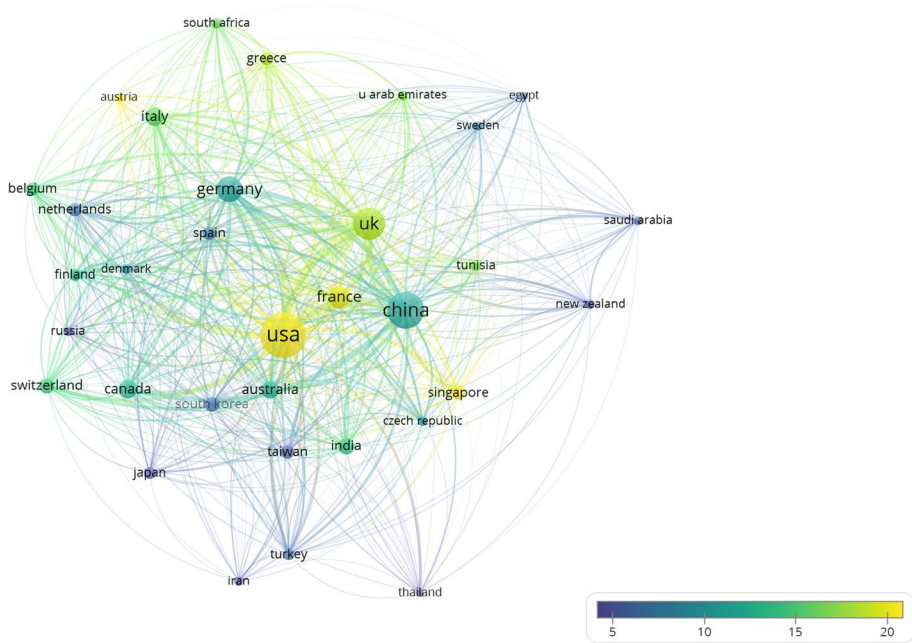 south africa
greece
austria
u arab emirates
egypt
italy
sweden
belgium
germany
netherlands
uk
saudi arabia
spain
tunisia
finland
denmark
france
new zealand
china
russia
usa
switzerland
canada
australia
singapore
south korea
czech republic
india
taiwan
japan
turkey
iran
thailand
5
10
15
20